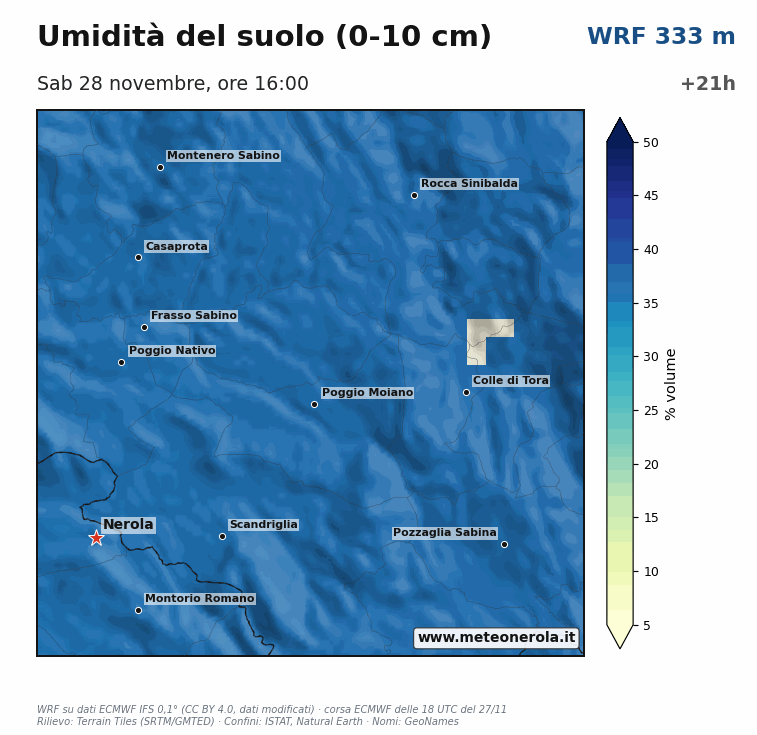 Umidità del suolo (0-10 cm)
WRF 333 m
Sab 28 novembre, ore 16:00
+21h
Montenero Sabino
Rocca Sinibalda
Casaprota
Frasso Sabino
Poggio Nativo
Colle di Tora
Poggio Moiano
Nerola
Scandriglia
Pozzaglia Sabina
Montorio Romano
www.meteonerola.it
50
45
40
35
30
25
20
15
10
5
% volume
WRF su dati ECMWF IFS 0,1° (CC BY 4.0, dati modificati) · corsa ECMWF delle 18 UTC del 27/11
Rilievo: Terrain Tiles (SRTM/GMTED) · Confini: ISTAT, Natural Earth · Nomi: GeoNames